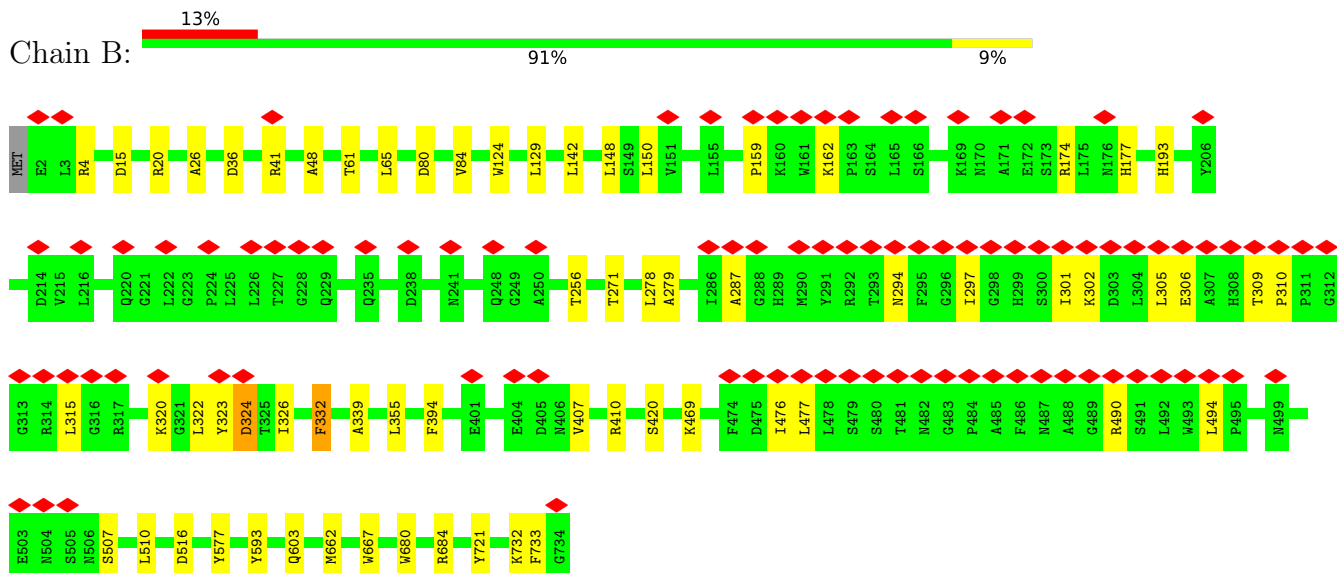 13%
Chain B:
91% 9%
MET E2 L3 R4 D15 R20 A26 D36 R41 A48 T61 L65 D80 V84 W124 L129 L142 L148 S149 L150 V151 L155 P159 K160 W161 K162 P163 S164 L165 S166 K169 N170 A171 E172 S173 R174 L175 N176 H177 H193 Y206
D214 V215 L216 Q220 G221 L222 G223 P224 L225 L226 T227 G228 Q229 Q235 D238 N241 Q248 G249 A250 T256 T271 L278 A279 I286 A287 G288 H289 M290 Y291 R292 T293 N294 F295 G296 I297 G298 H299 S300 I301 K302 D303 L304 L305 E306 A307 H308 T309 P310 P311 G312
G313 R314 L315 G316 R317 K320 G321 L322 Y323 D324 T325 I326 F332 A339 L355 F394 E401 E404 D405 N406 V407 R410 S420 K469 F474 D475 I476 L477 L478 S479 S480 T481 N482 G483 P484 A485 F486 N487 A488 G489 R490 S491 L492 W493 L494 P495 N499
E503 N504 S505 N506 S507 L510 D516 Y577 Y593 Q603 M662 W667 W680 R684 Y721 K732 F733 G734